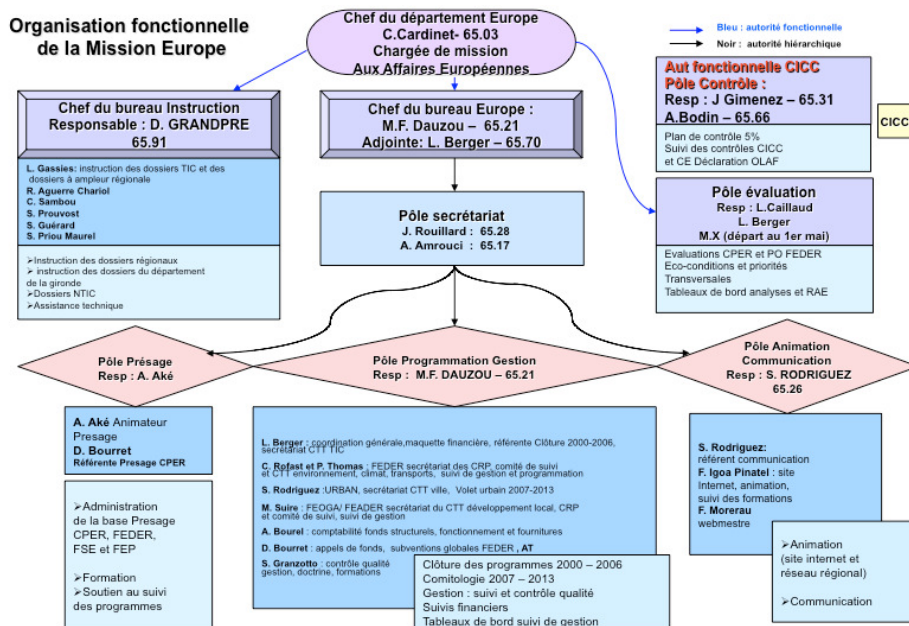 Organisation fonctionnelle
de la Mission Europe
Chef du département Europe
C.Cardinet- 65.03
Chargée de mission
Aux Affaires Européennes
Bleu : autorité fonctionnelle
Noir : autorité hiérarchique
Chef du bureau Instruction
Responsable : D. GRANDPRE
65.91
L. Gassies: instruction des dossiers TIC et des
dossiers à ampleur régionale
R. Aguerre Chariol
C. Sambou
S. Prouvost
S. Guérard
S. Priou Maurel
➢Instruction des dossiers régionaux
➢ instruction des dossiers du département
de la gironde
➢Dossiers NTIC
➢Assistance technique
Chef du bureau Europe :
M.F. Dauzou – 65.21
Adjointe: L. Berger – 65.70
Pôle secrétariat
J. Rouillard : 65.28
A. Amrouci : 65.17
Aut fonctionnelle CICC
Pôle Contrôle :
Resp : J Gimenez – 65.31
A.Bodin – 65.66
Plan de contrôle 5%
Suivi des contrôles CICC
et CE Déclaration OLAF
CICC
Pôle évaluation
Resp : L.Caillaud
L. Berger
M.X (départ au 1er mai)
Evaluations CPER et PO FEDER
Eco-conditions et priorités
Transversales
Tableaux de bord analyses et RAE
Pôle Présage
Resp : A. Aké
A. Aké Animateur
Presage
D. Bourret
Référente Presage CPER
➢Administration
de la base Presage
CPER, FEDER,
FSE et FEP
➢Formation
➢Soutien au suivi
des programmes
Pôle Programmation Gestion
Resp : M.F. DAUZOU – 65.21
L. Berger : coordination générale,maquette financière, référente Clôture 2000-2006,
secrétariat CTT TIC
C. Rofast et P. Thomas : FEDER secrétariat des CRP, comité de suivi
et CTT environnement, climat, transports, suivi de gestion et programmation
S. Rodriguez :URBAN, secrétariat CTT ville, Volet urbain 2007-2013
M. Suire : FEOGA/ FEADER secrétariat du CTT développement local, CRP
et comité de suivi, suivi de gestion
A. Bourel : comptabilité fonds structurels, fonctionnement et fournitures
D. Bourret : appels de fonds, subventions globales FEDER , AT
S. Granzotto : contrôle qualité
gestion, doctrine, formations
Clôture des programmes 2000 – 2006
Comitologie 2007 – 2013
Gestion : suivi et contrôle qualité
Suivis financiers
Tableaux de bord suivi de gestion
Pôle Animation
Communication
Resp : S. RODRIGUEZ
65.26
S. Rodriguez:
référent communication
F. Igoa Pinatel : site
Internet, animation,
suivi des formations
F. Morerau
webmestre
➢Animation
(site internet et
réseau régional)
➢Communication